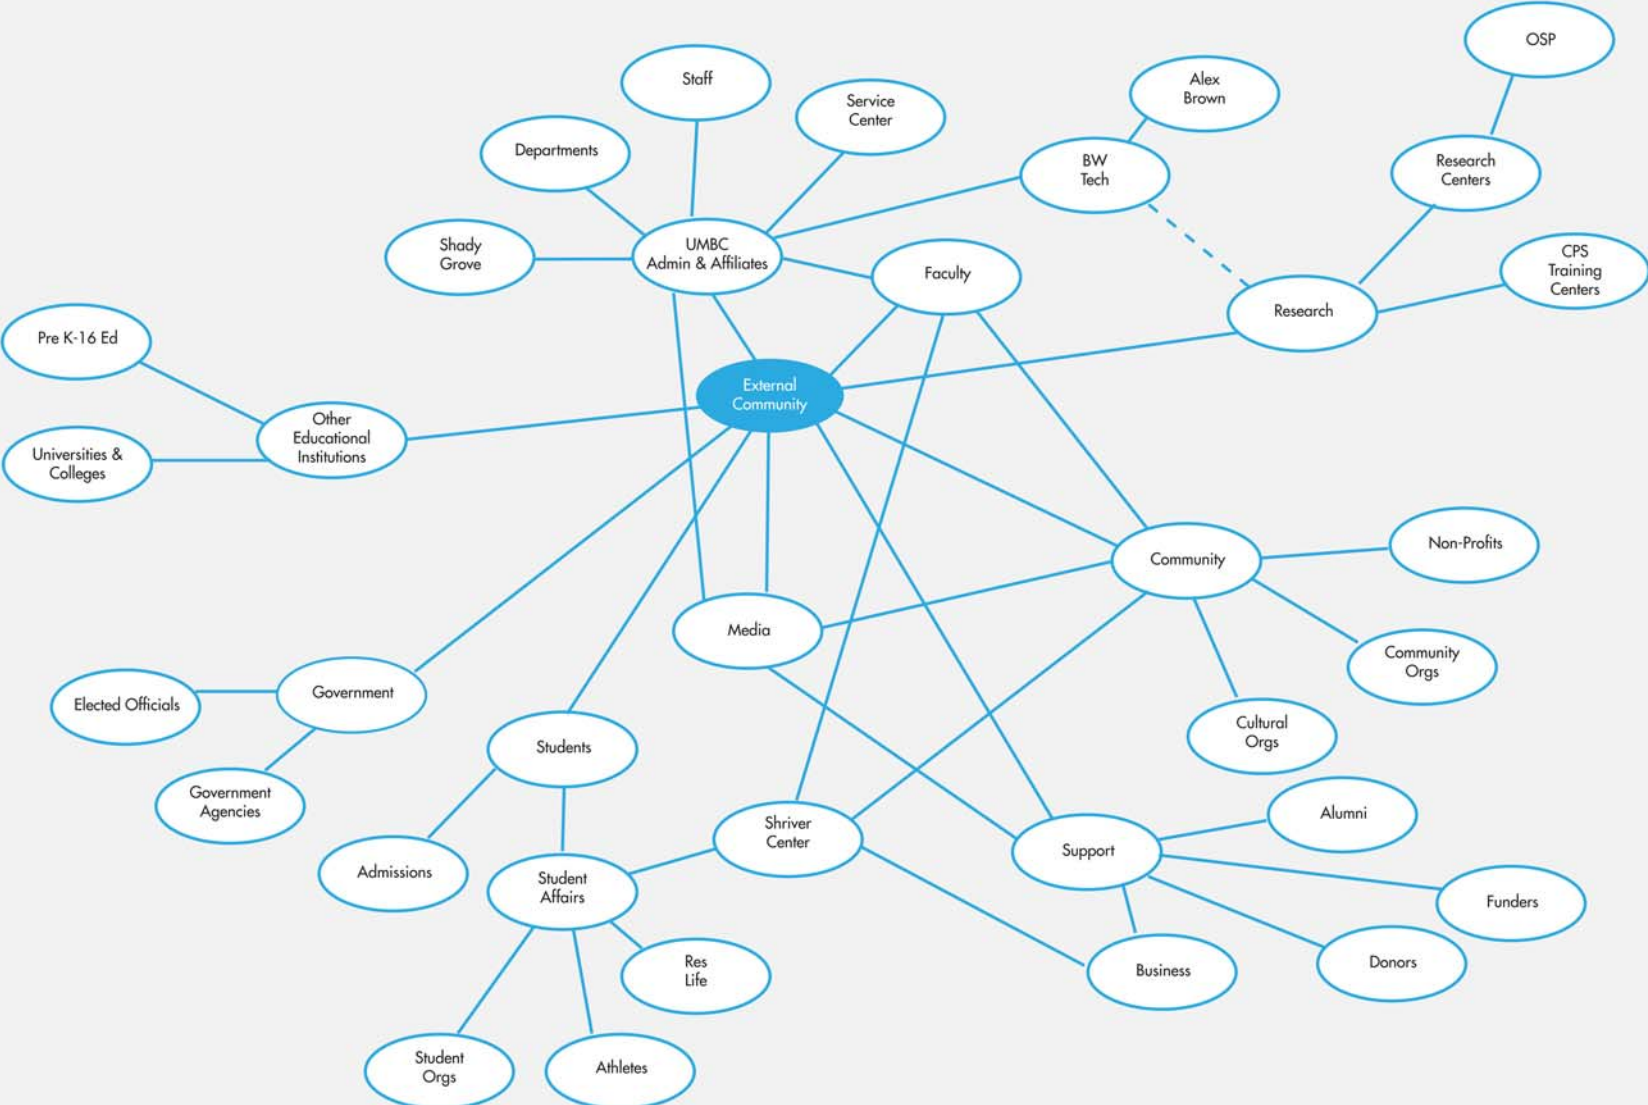 OSP
Staff
Alex
Brown
Service
Center
Departments
BW
Tech
Research
Centers
Shady
Grove
UMBC
Admin & Affiliates
Faculty
CPS
Training
Centers
Research
Pre K-16 Ed
External
Community
Other
Educational
Institutions
Universities &
Colleges
Non-Profits
Community
Media
Community
Orgs
Elected Officials
Government
Cultural
Orgs
Students
Government
Agencies
Alumni
Shriver
Center
Support
Admissions
Student
Affairs
Funders
Res
Life
Business
Donors
Student
Orgs
Athletes